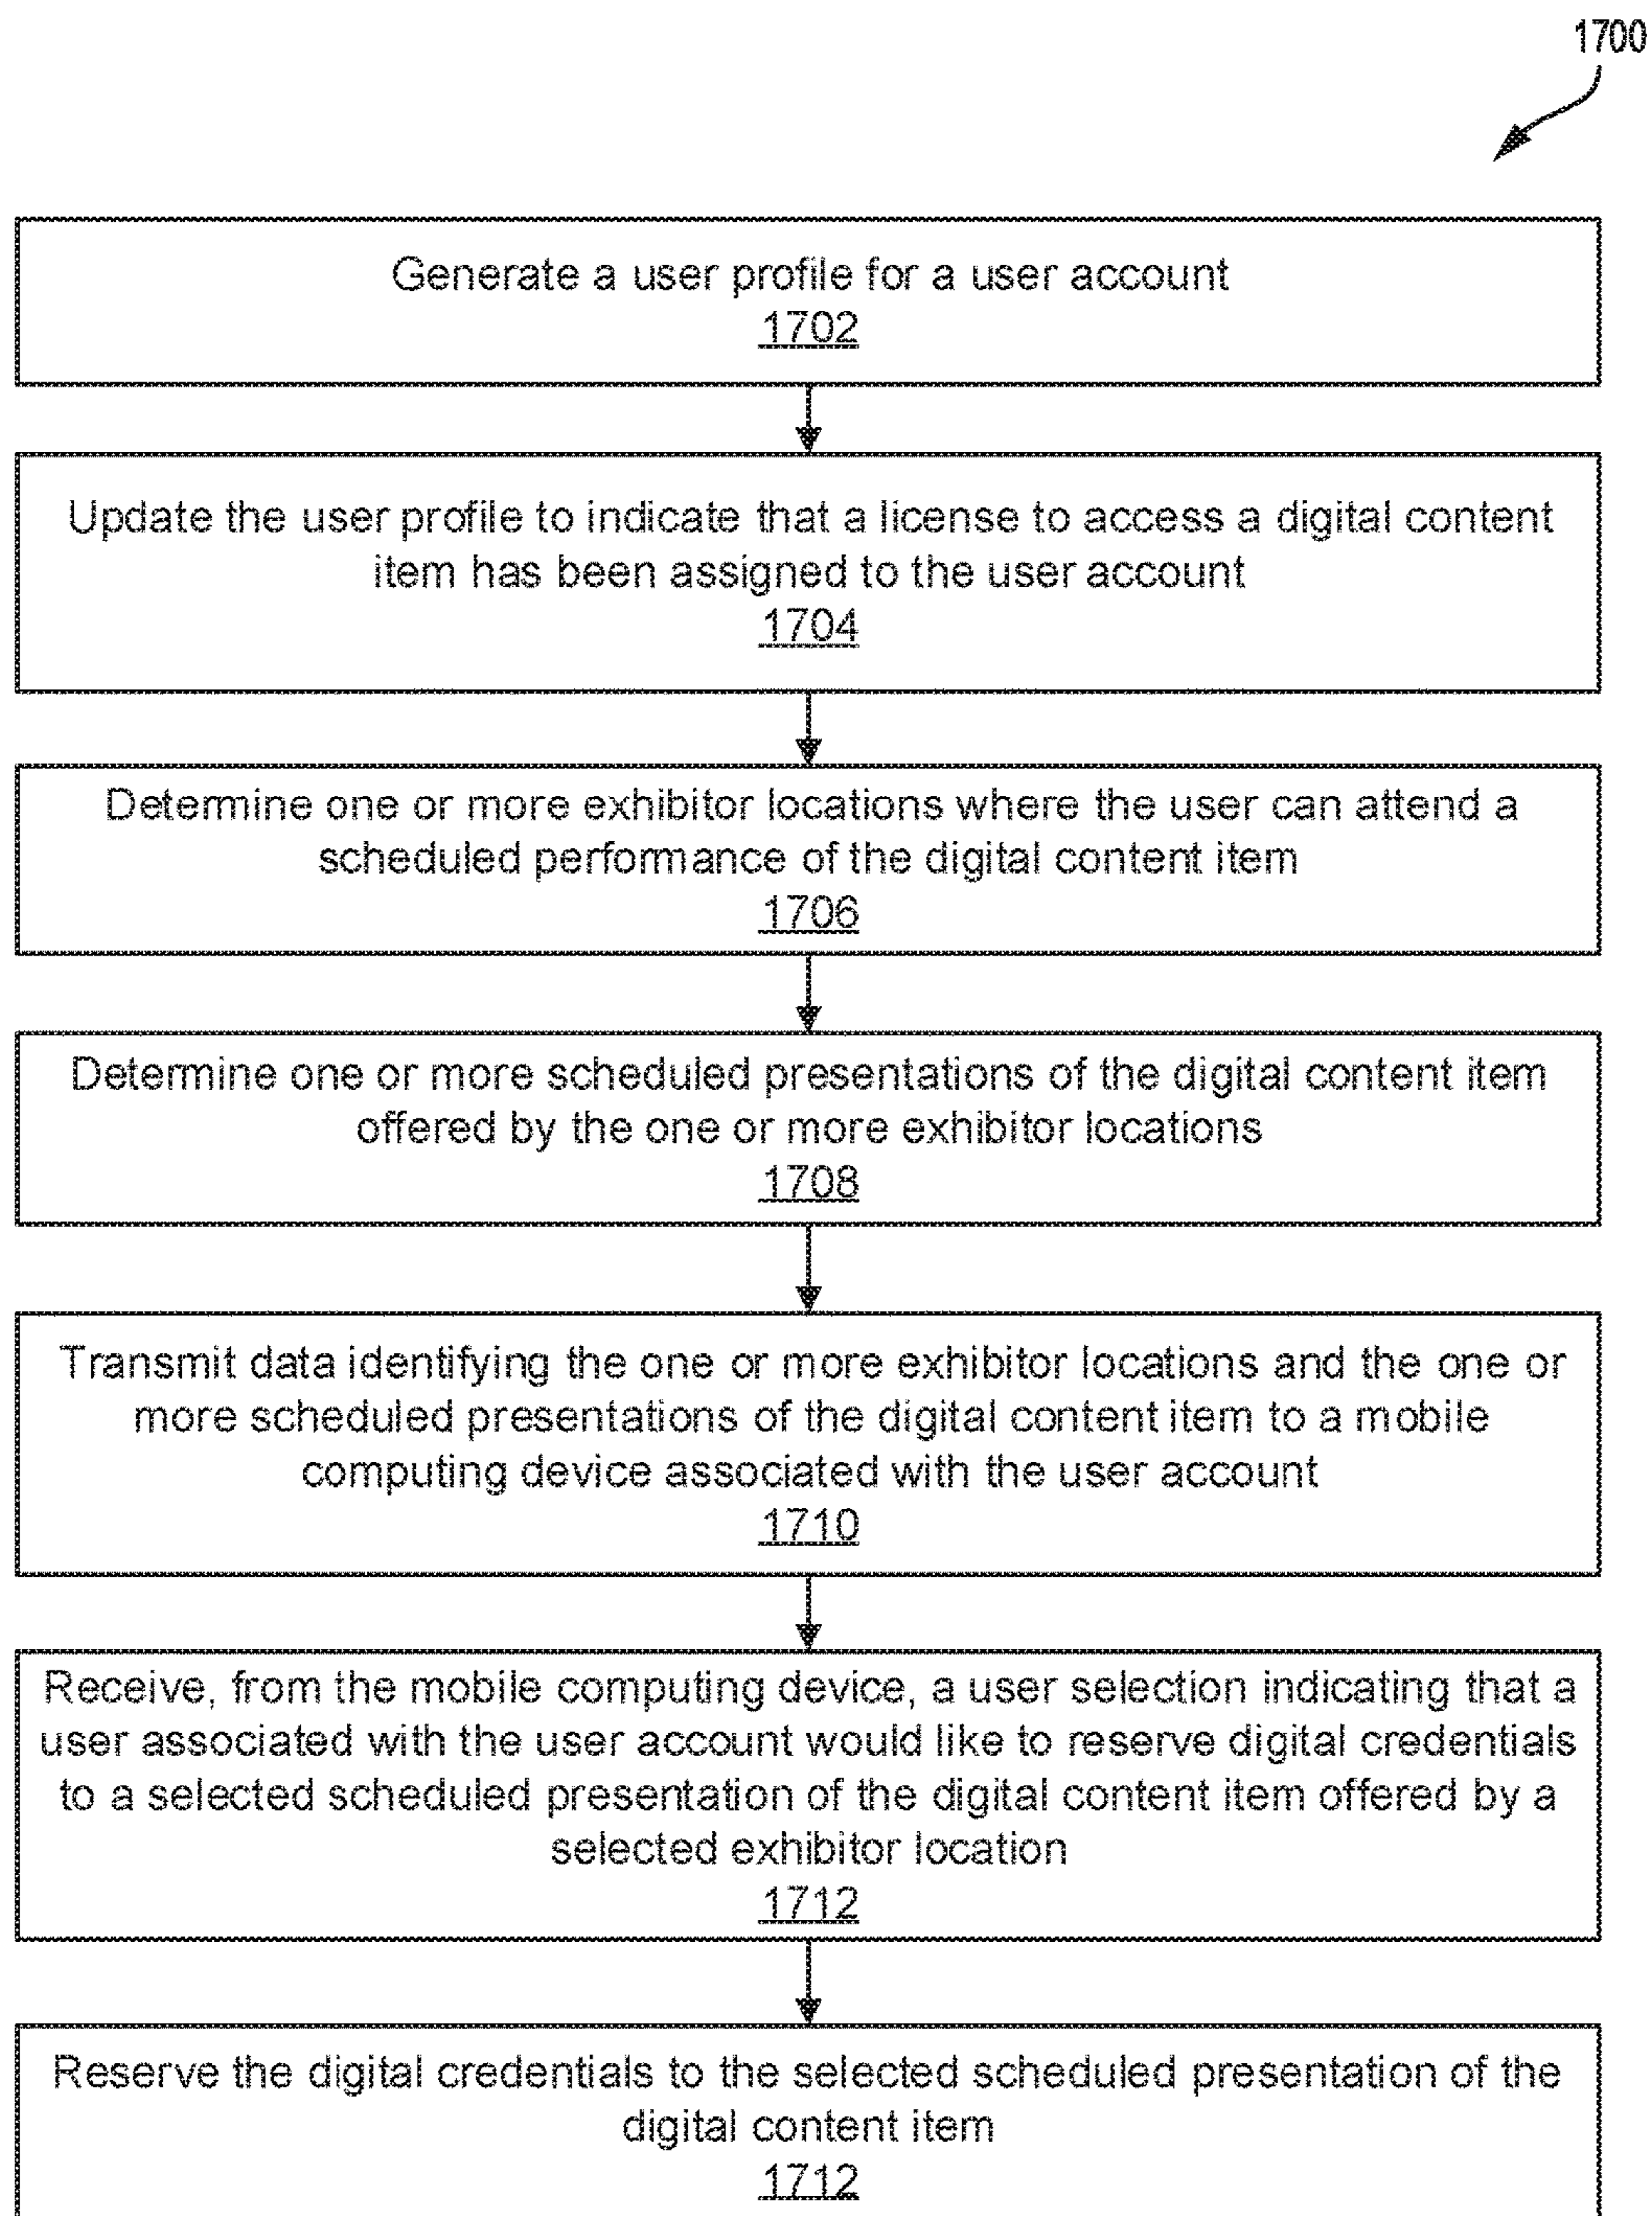 1700
Generate a user profile for a user account
1702
Update the user profile to indicate that a license to access a digital content
item has been assigned to the user account
1704
Determine one or more exhibitor locations where the user can attend a
scheduled performance of the digital content item
1706
Determine one or more scheduled presentations of the digital content item
offered by the one or more exhibitor locations
1708
Transmit data identifying the one or more exhibitor locations and the one or
more scheduled presentations of the digital content item to a mobile
computing device associated with the user account
1710
Receive, from the mobile computing device, a user selection indicating that a
user associated with the user account would like to reserve digital credentials
to a selected scheduled presentation of the digital content item offered by a
selected exhibitor location
1712
Reserve the digital credentials to the selected scheduled presentation of the
digital content item
1712